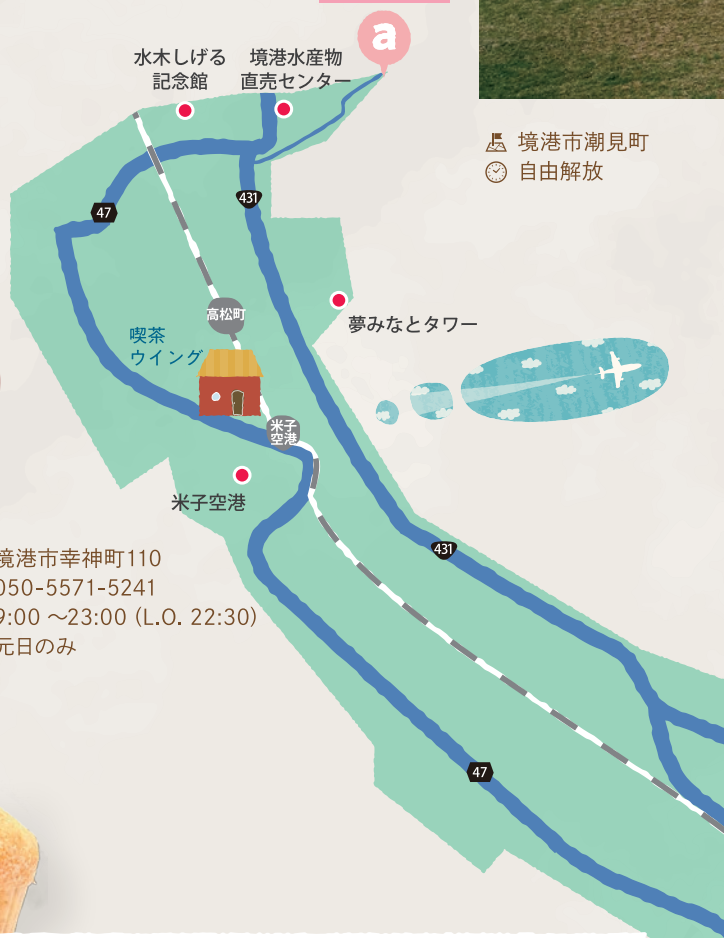 a
水木しげる
記念館
境港水産物
直売センター
境港市潮見町
自由解放
47
431
高松町
夢みなとタワー
喫茶
ウイング
米子
空港
米子空港
431
境港市幸神町110
050-5571-5241
9:00 〜23:00 (L.O. 22:30)
元日のみ
47